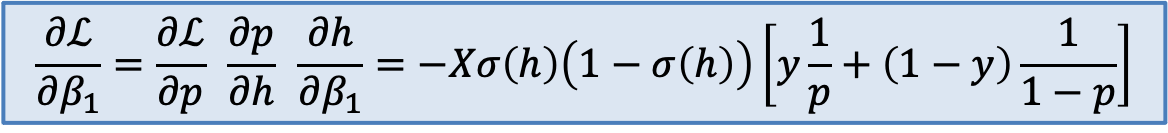 ∂ℒ/∂β₁ = ∂ℒ/∂p ∂p/∂h ∂h/∂β₁ = −Xσ(h)(1 − σ(h)) [y 1/p + (1 − y) 1/(1 − p)]